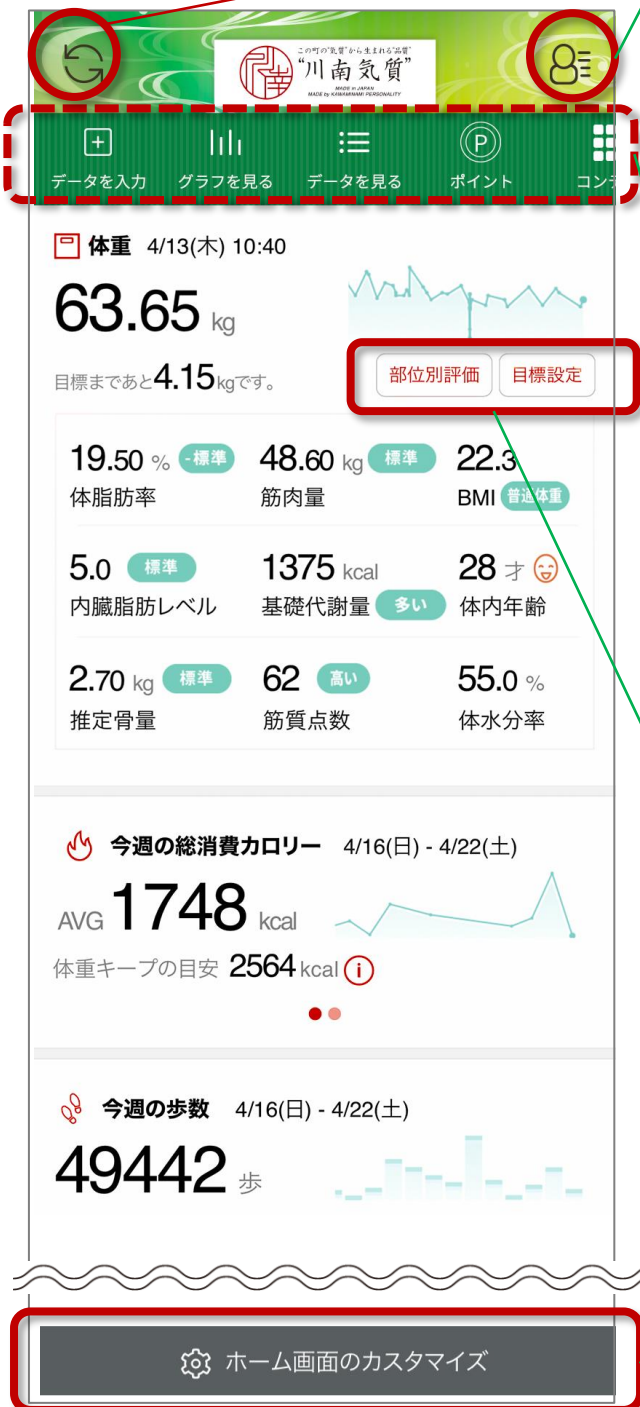 この町の“気質”から生まれる“品質”
“川南気質”
MADE in JAPAN
MADE by KAWAMINAMI PERSONALITY
データを入力 グラフを見る データを見る ポイント コンテ
体重 4/13(木) 10:40
63.65 kg
目標まであと4.15kgです。
部位別評価 目標設定
19.50 % -標準 48.60 kg 標準 22.3
体脂肪率 筋肉量 BMI 普通体重
5.0 標準 1375 kcal 28 才
内臓脂肪レベル 基礎代謝量 多い 体内年齢
2.70 kg 標準 62 高い 55.0 %
推定骨量 筋質点数 体水分率
今週の総消費カロリー 4/16(日) - 4/22(土)
AVG 1748 kcal
体重キープの目安 2564 kcal i
今週の歩数 4/16(日) - 4/22(土)
49442 歩
ホーム画面のカスタマイズ